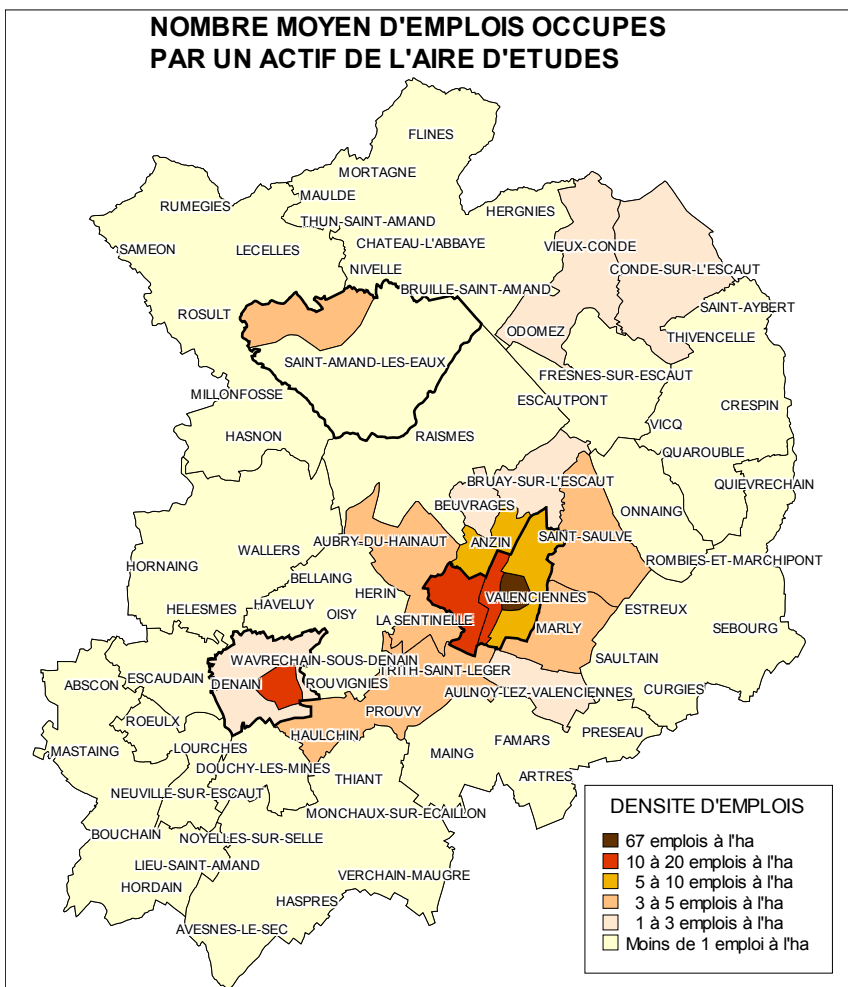 NOMBRE MOYEN D'EMPLOIS OCCUPES
PAR UN ACTIF DE L'AIRE D'ETUDES
FLINES
MORTAGNE
MAULDE
RUMEGIES
HERGNIES
THUN-SAINT-AMAND
SAMEON
LECELLES
CHATEAU-L'ABBAYE
VIEUX-CONDE
NIVELLE
CONDE-SUR-L'ESCAUT
BRUILLE-SAINT-AMAND
SAINT-AYBERT
ROSULT
ODOMEZ
THIVENCELLE
SAINT-AMAND-LES-EAUX
FRESNES-SUR-ESCAUT
MILLONFOSSE
ESCAUTPONT
CRESPIN
VICQ
HASNON
RAISMES
QUAROUBLE
BRUAY-SUR-L'ESCAUT
QUIEVRECHAIN
BEUVRAGES
ONNAING
AUBRY-DU-HAINAUT
ANZIN
SAINT-SAULVE
WALLERS
ROMBIES-ET-MARCHIPONT
HORNAING
BELLAING
HERIN
VALENCIENNES
HELESMES
HAVELUY
OISY
ESTREUX
LA SENTINELLE
MARLY
SEBOURG
WAVRECHAIN-SOUS-DENAIN
SAULTAIN
TRITH-SAINT-LEGER
ABSCON
ESCAUDAIN
DENAIN
ROUVIGNIES
AULNOY-LEZ-VALENCIENNES
CURGIES
PROUVY
ROEULX
HAULCHIN
PRESEAU
MASTAING
LOURCHES
FAMARS
MAING
DOUCHY-LES-MINES
THIANT
ARTRES
NEUVILLE-SUR-ESCAUT
MONCHAUX-SUR-ECAILLON
BOUCHAIN
NOYELLES-SUR-SELLE
LIEU-SAINT-AMAND
VERCHAIN-MAUGRE
HORDAIN
HASPRES
AVESNES-LE-SEC
DENSITE D'EMPLOIS
67 emplois à l'ha
10 à 20 emplois à l'ha
5 à 10 emplois à l'ha
3 à 5 emplois à l'ha
1 à 3 emplois à l'ha
Moins de 1 emploi à l'ha